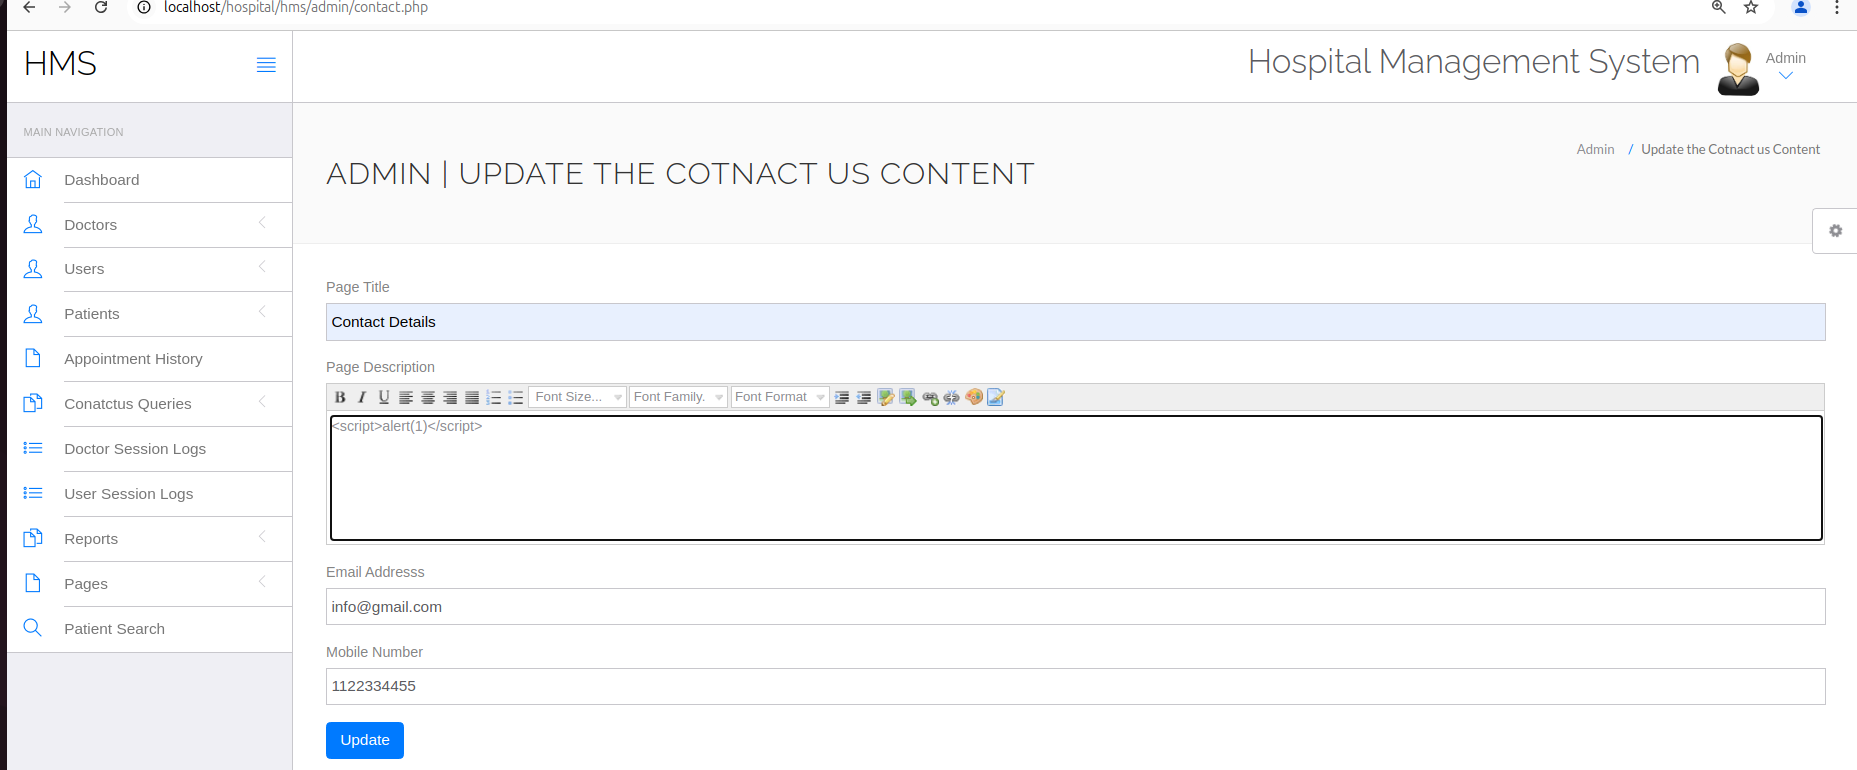 localhost/hospital/hms/admin/contact.php
HMS
Hospital Management System
Admin
MAIN NAVIGATION
Admin / Update the Cotnact us Content
ADMIN | UPDATE THE COTNACT US CONTENT
Dashboard
Doctors
Users
Patients
Appointment History
Conatctus Queries
Doctor Session Logs
User Session Logs
Reports
Pages
Patient Search
Page Title
Contact Details
Page Description
B I U Font Size... Font Family. Font Format
<script>alert(1)</script>
Email Addresss
info@gmail.com
Mobile Number
1122334455
Update